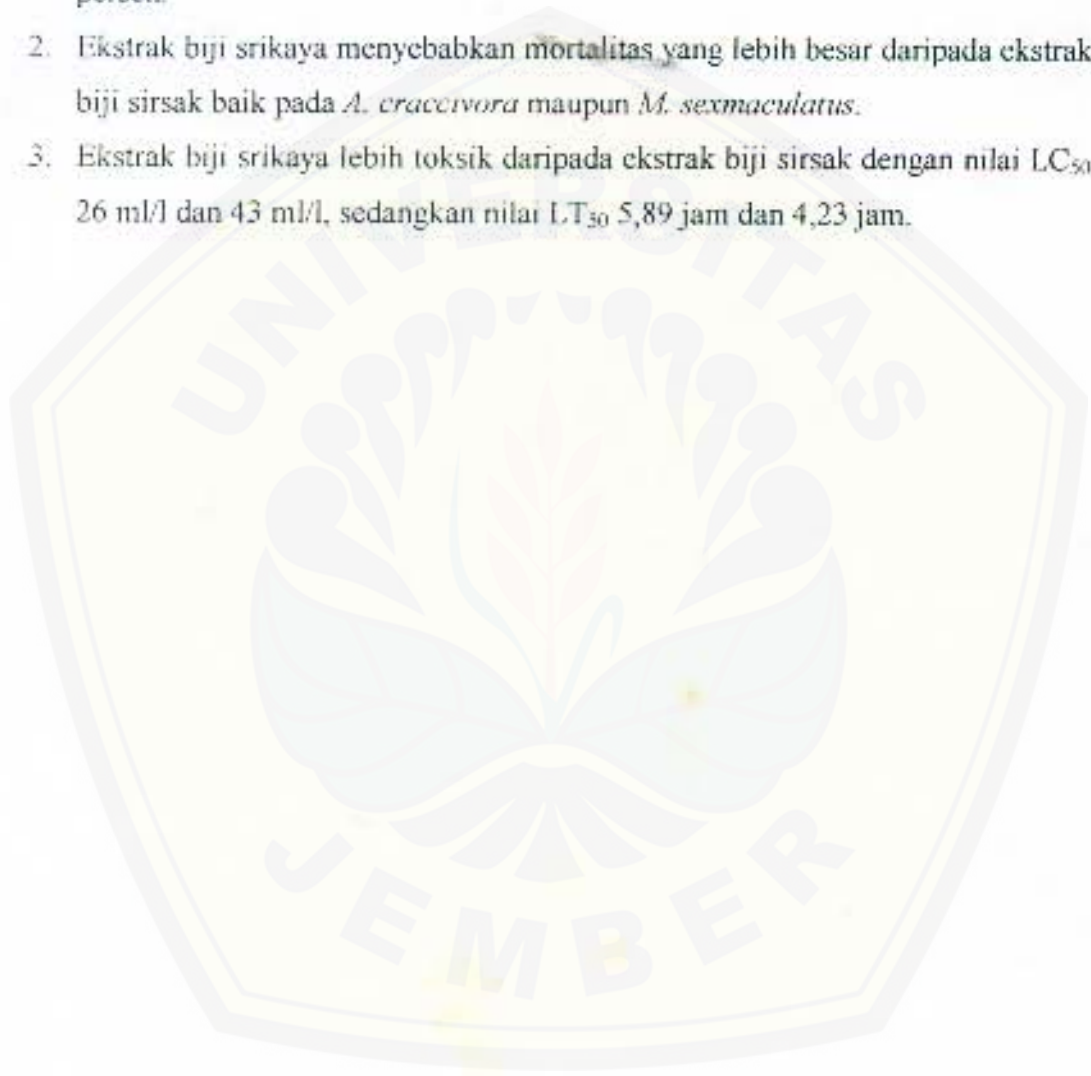 2. Ekstrak biji srikaya menyebabkan mortalitas yang lebih besar daripada ekstrak
biji sirsak baik pada A. craccivora maupun M. sexmaculatus.
3. Ekstrak biji srikaya lebih toksik daripada ekstrak biji sirsak dengan nilai LC50
26 ml/l dan 43 ml/l, sedangkan nilai LT50 5,89 jam dan 4,23 jam.
UNIVERSITAS
JEMBER